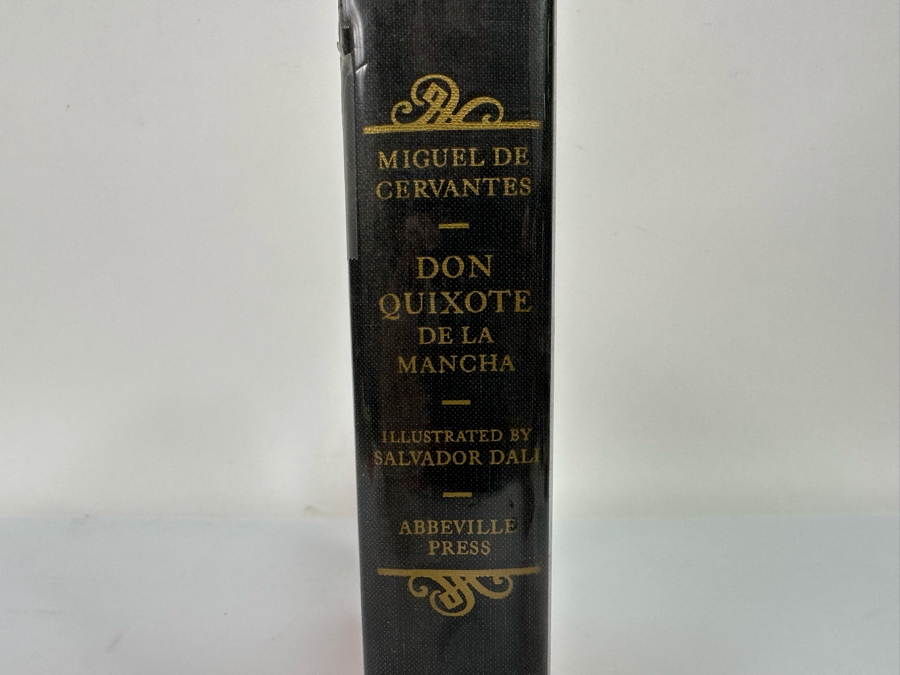 MIGUEL DE
CERVANTES
DON
QUIXOTE
DE LA
MANCHA
ILLUSTRATED BY
SALVADOR DALI
ABBEVILLE
PRESS